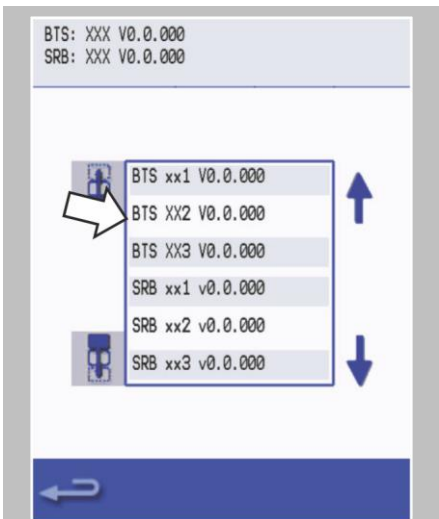 BTS: XXX V0.0.000
SRB: XXX V0.0.000
BTS xx1 V0.0.000
BTS XX2 V0.0.000
BTS XX3 V0.0.000
SRB xx1 v0.0.000
SRB xx2 v0.0.000
SRB xx3 v0.0.000